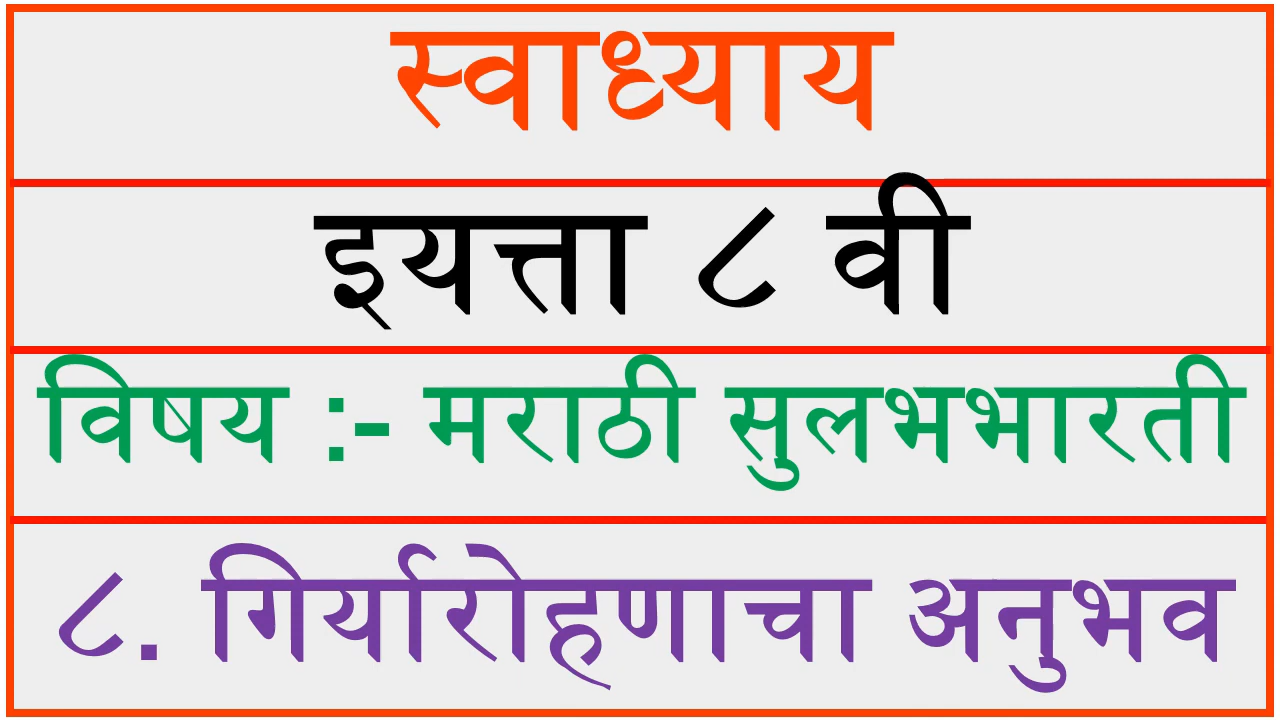 स्वाध्याय
इयत्ता ८ वी
विषय :- मराठी सुलभभारती
८. गिर्यारोहणाचा अनुभव